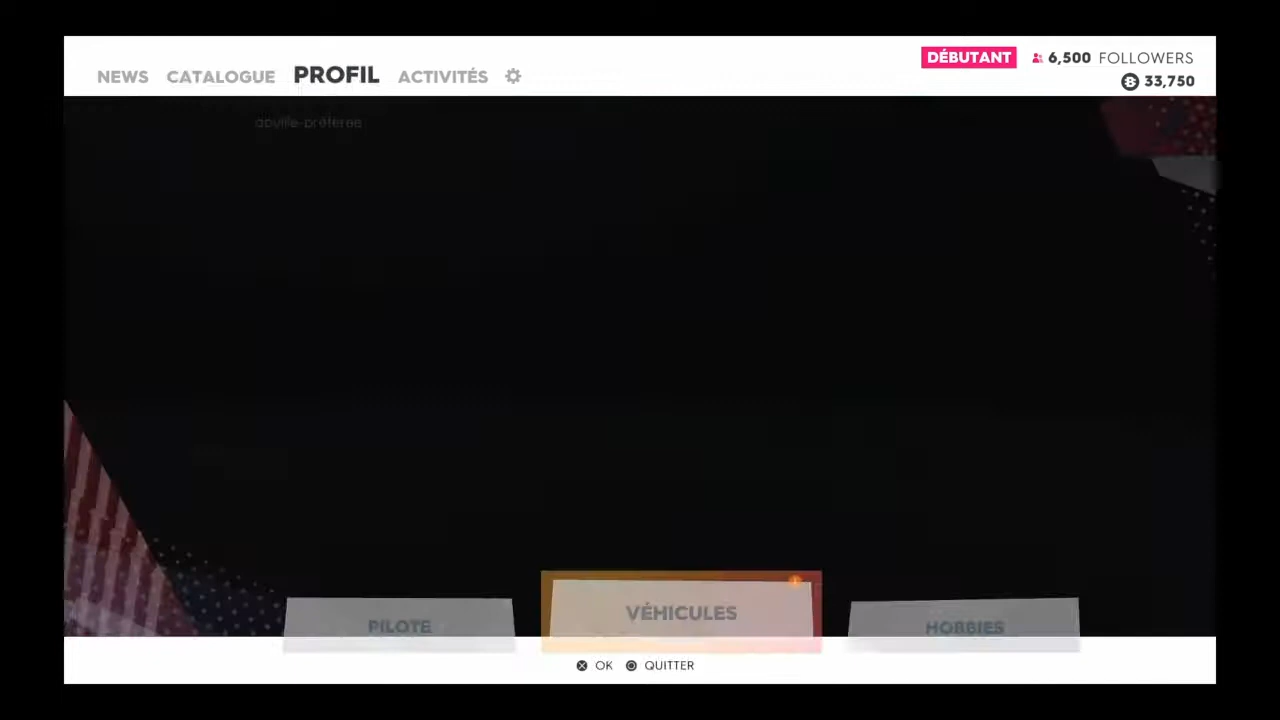 DÉBUTANT 6,500 FOLLOWERS
NEWS CATALOGUE PROFIL ACTIVITÉS
33,750
PILOTE VÉHICULES HOBBIES
OK QUITTER